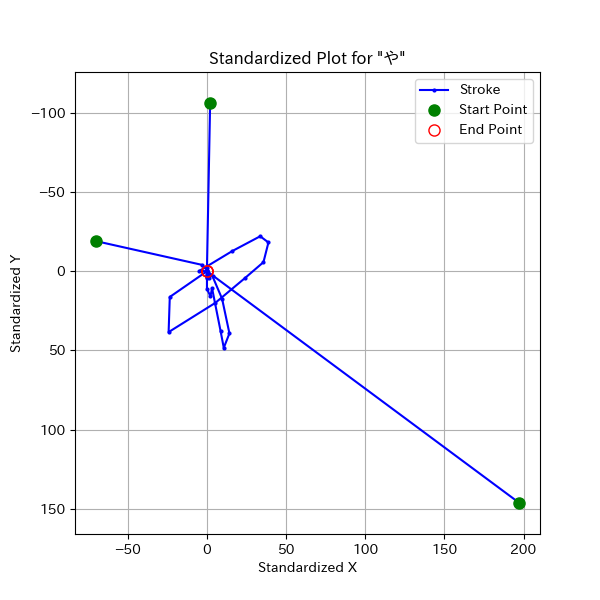 Standardized Plot for "や"
Stroke
Start Point
End Point
−100
−50
0
50
100
150
Standardized Y
−50
0
50
100
150
200
Standardized X